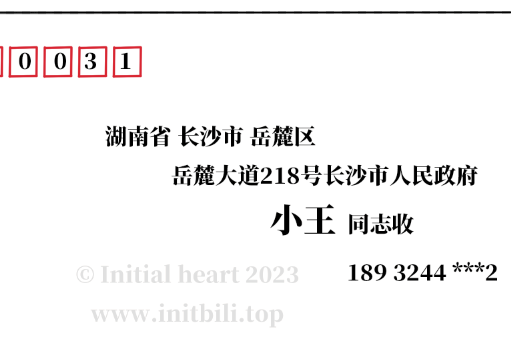 0 0 3 1
湖南省 长沙市 岳麓区
岳麓大道218号长沙市人民政府
小王 同志收
189 3244 ***2
© Initial heart 2023
www.initbili.top